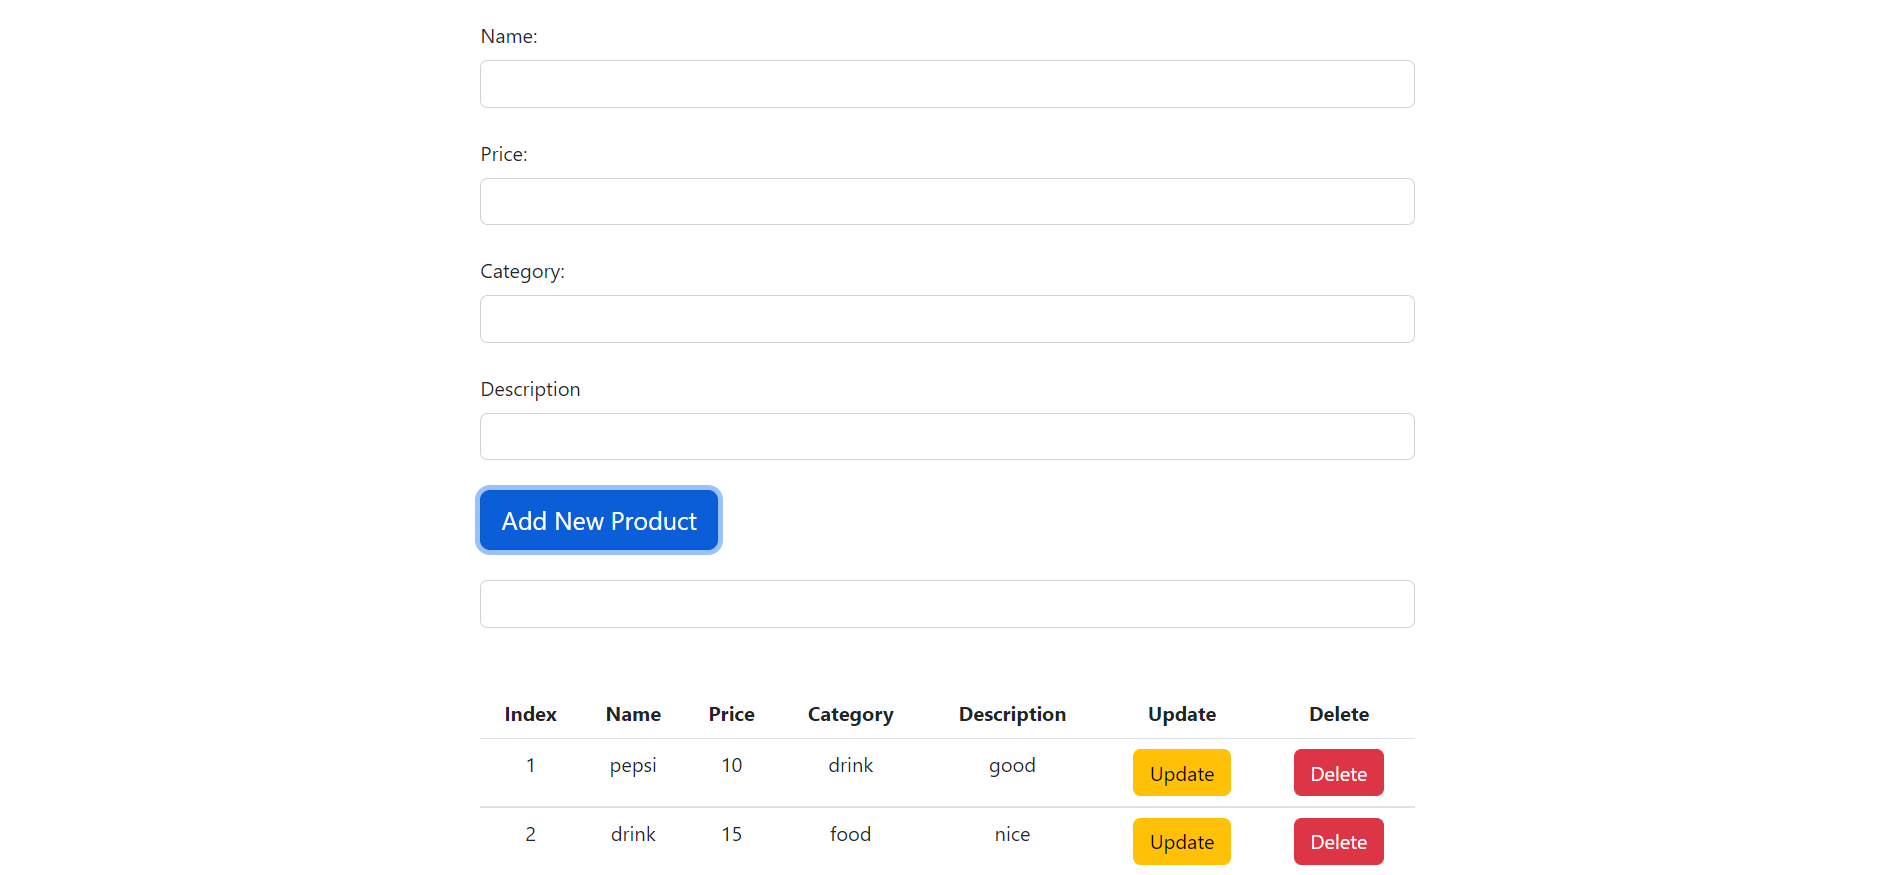 Name:
Price:
Category:
Description
Add New Product
Index Name Price Category Description Update Delete
1 pepsi 10 drink good Update Delete
2 drink 15 food nice Update Delete